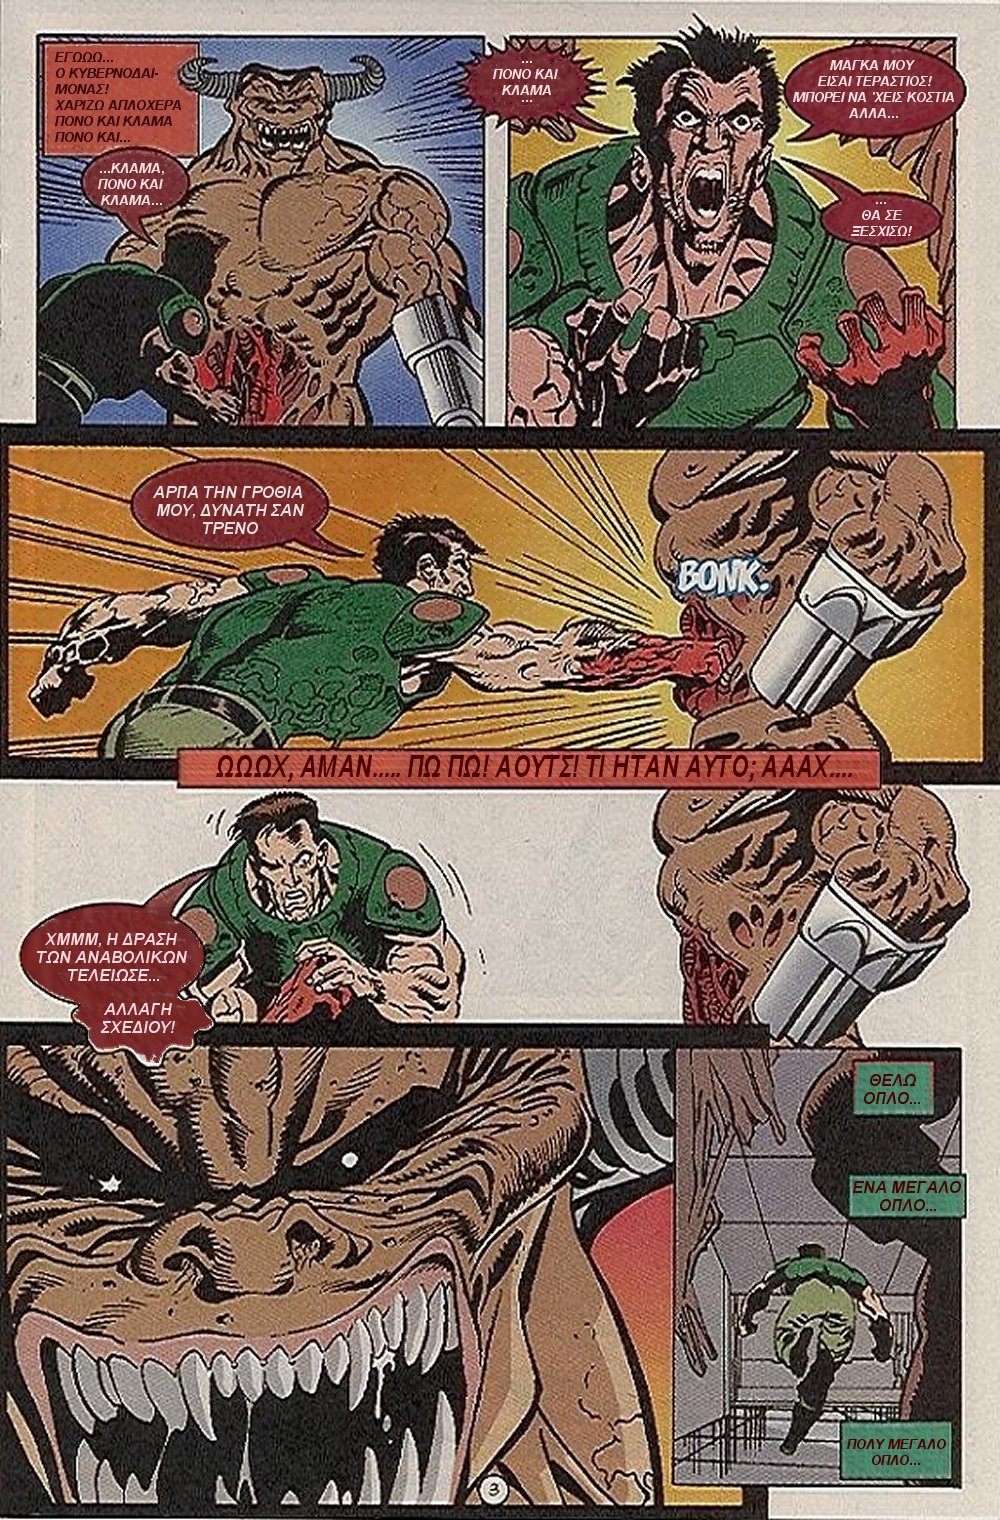 ΕΓΩΩΩ...
Ο ΚΥΒΕΡΝΟΔΑΙ-
ΜΟΝΑΣ!
ΧΑΡΙΖΩ ΑΠΛΟΧΕΡΑ
ΠΟΝΟ ΚΑΙ ΚΛΑΜΑ
ΠΟΝΟ ΚΑΙ...
...ΚΛΑΜΑ,
ΠΟΝΟ ΚΑΙ
ΚΛΑΜΑ...
...
ΠΟΝΟ ΚΑΙ
ΚΛΑΜΑ
...
ΜΑΓΚΑ ΜΟΥ
ΕΙΣΑΙ ΤΕΡΑΣΤΙΟΣ!
ΜΠΟΡΕΙ ΝΑ 'ΧΕΙΣ ΚΟΣΤΙΑ
ΑΛΛΑ...
...
ΘΑ ΣΕ
ΞΕΣΧΙΣΩ!
ΑΡΠΑ ΤΗΝ ΓΡΟΘΙΑ
ΜΟΥ, ΔΥΝΑΤΗ ΣΑΝ
ΤΡΕΝΟ
BONK.
ΩΩΩΧ, ΑΜΑΝ..... ΠΩ ΠΩ! ΑΟΥΤΣ! ΤΙ ΗΤΑΝ ΑΥΤΟ; ΑΑΑΧ....
ΧΜΜΜ, Η ΔΡΑΣΗ
ΤΩΝ ΑΝΑΒΟΛΙΚΩΝ
ΤΕΛΕΙΩΣΕ...
ΑΛΛΑΓΗ
ΣΧΕΔΙΟΥ!
ΘΕΛΩ
ΟΠΛΟ...
ΕΝΑ ΜΕΓΑΛΟ
ΟΠΛΟ...
ΠΟΛΥ ΜΕΓΑΛΟ
ΟΠΛΟ...
3